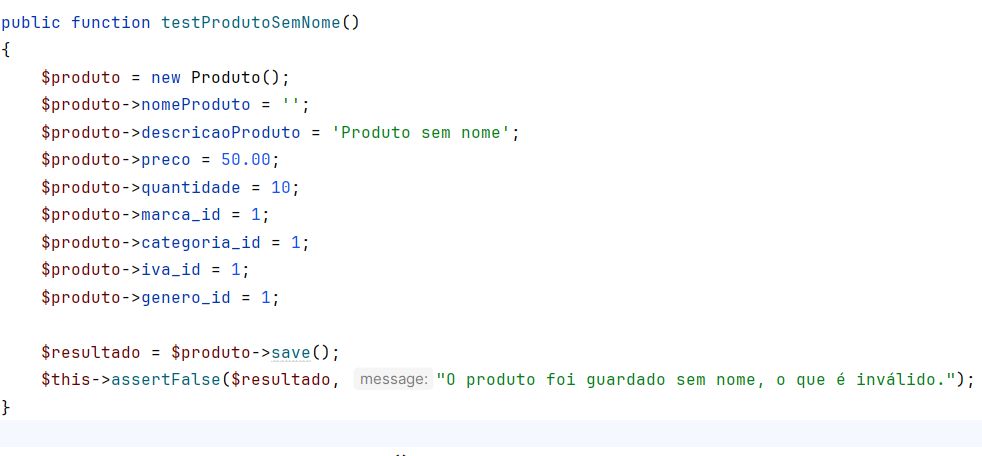 public function testProdutoSemNome()
{
    $produto = new Produto();
    $produto->nomeProduto = '';
    $produto->descricaoProduto = 'Produto sem nome';
    $produto->preco = 50.00;
    $produto->quantidade = 10;
    $produto->marca_id = 1;
    $produto->categoria_id = 1;
    $produto->iva_id = 1;
    $produto->genero_id = 1;

    $resultado = $produto->save();
    $this->assertFalse($resultado, message: "O produto foi guardado sem nome, o que é inválido.");
}